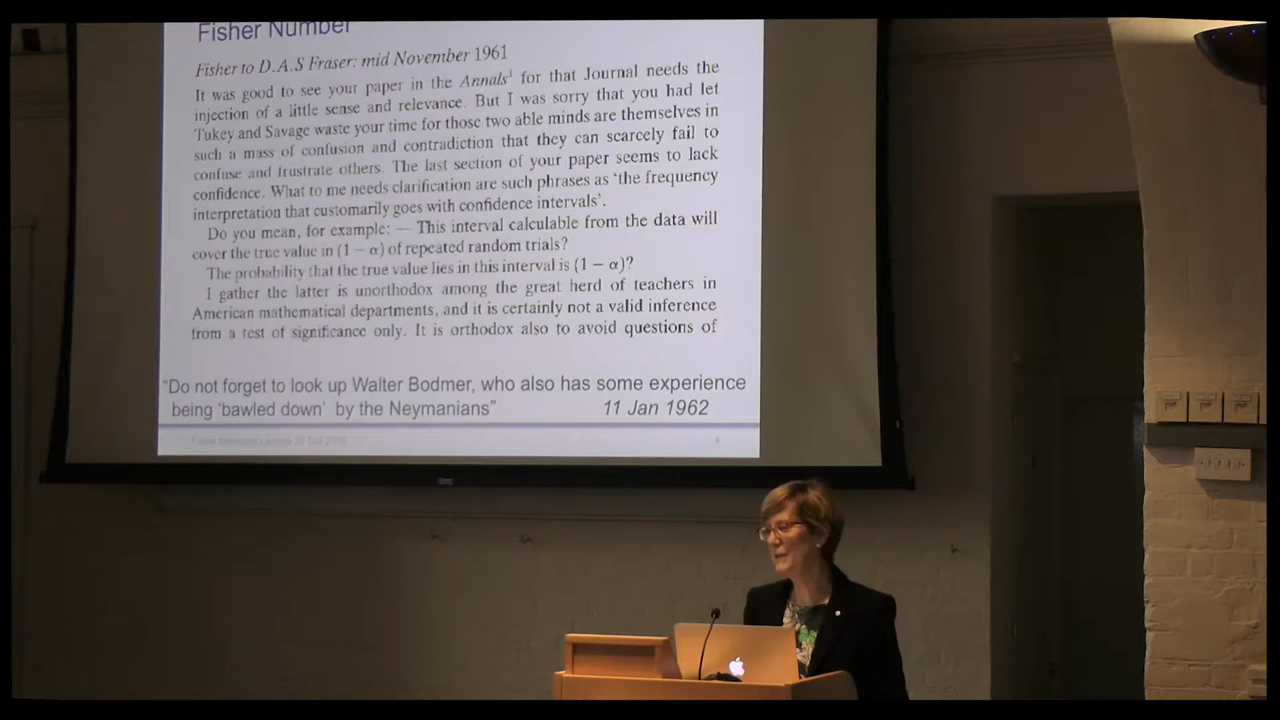 Fisher Number
Fisher to D.A.S Fraser: mid November 1961
It was good to see your paper in the Annals¹ for that Journal needs the
injection of a little sense and relevance. But I was sorry that you had let
Tukey and Savage waste your time for those two able minds are themselves in
such a mass of confusion and contradiction that they can scarcely fail to
confuse and frustrate others. The last section of your paper seems to lack
confidence. What to me needs clarification are such phrases as ‘the frequency
interpretation that customarily goes with confidence intervals’.
Do you mean, for example: — This interval calculable from the data will
cover the true value in (1 − α) of repeated random trials?
The probability that the true value lies in this interval is (1 − α)?
I gather the latter is unorthodox among the great herd of teachers in
American mathematical departments, and it is certainly not a valid inference
from a test of significance only. It is orthodox also to avoid questions of
“Do not forget to look up Walter Bodmer, who also has some experience
being ‘bawled down’ by the Neymanians” 11 Jan 1962
Fisher Memorial Lecture
4